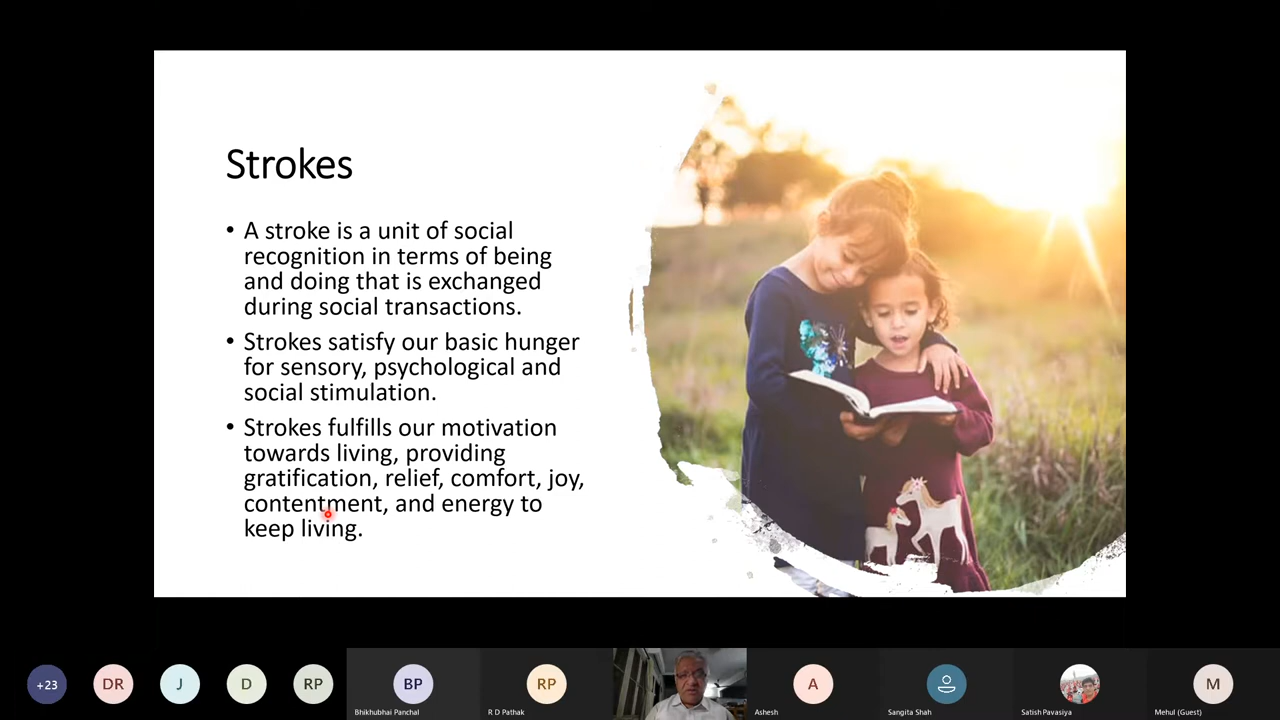 Strokes
• A stroke is a unit of social
recognition in terms of being
and doing that is exchanged
during social transactions.
• Strokes satisfy our basic hunger
for sensory, psychological and
social stimulation.
• Strokes fulfills our motivation
towards living, providing
gratification, relief, comfort, joy,
contentment, and energy to
keep living.
+23 DR J D RP BP RP A M
Bhikhubhai Panchal R D Pathak Ashesh Sangita Shah Satish Pavasiya Mehul (Guest)